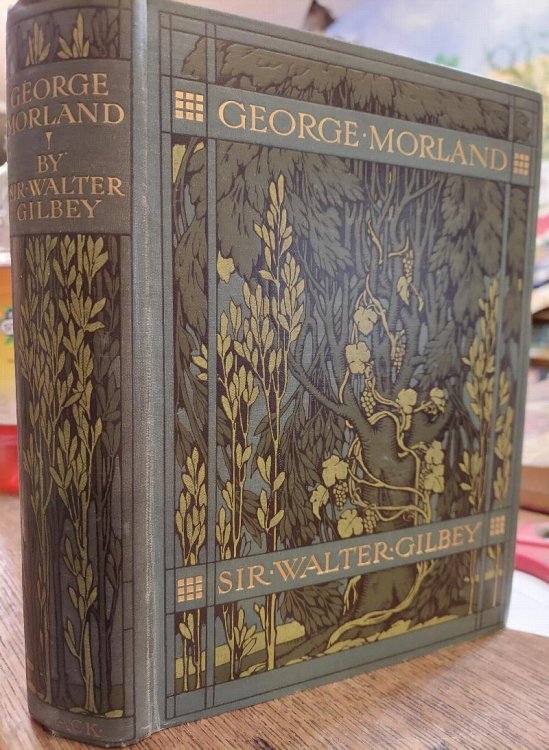 GEORGE
MORLAND
BY
SIR·WALTER
GILBEY
A·C·K·
GEORGE·MORLAND
SIR·WALTER·GILBEY